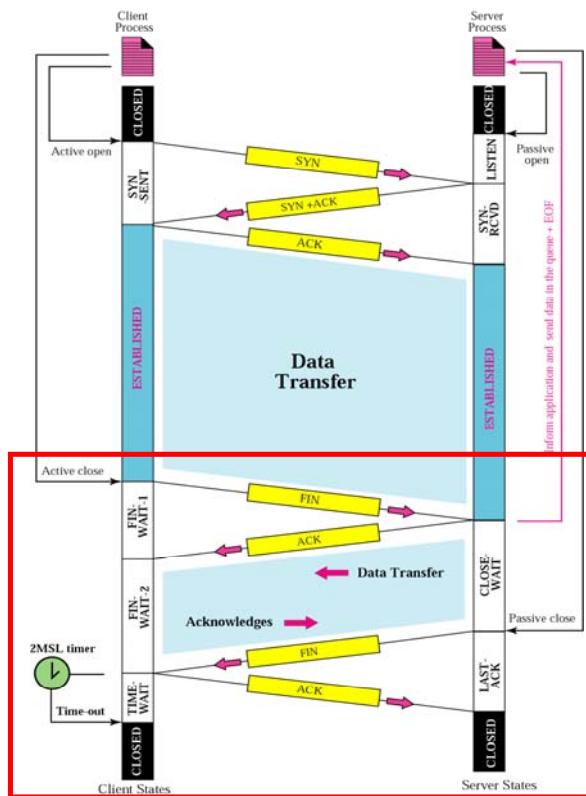 Client
Process
Server
Process
CLOSED
CLOSED
Active open
Passive
open
SYN
LISTEN
SYN-
SENT
SYN +ACK
SYN-
RCVD
ACK
ESTABLISHED
Data
Transfer
ESTABLISHED
Inform application and send data in the queue + EOF
Active close
FIN
FIN-
WAIT-1
ACK
CLOSE-
WAIT
Data Transfer
FIN-
WAIT-2
Acknowledges
Passive close
FIN
2MSL timer
LAST-
ACK
TIME-
WAIT
ACK
Time-out
CLOSED
CLOSED
Client States
Server States